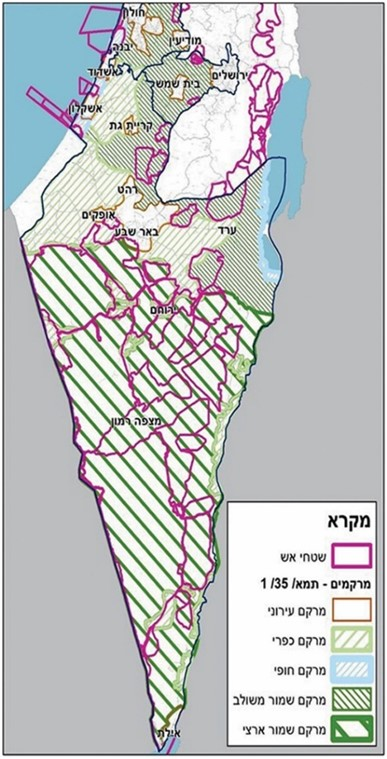 חולון
מודיעין
יבנה
ירושלים
אשדוד
בית שמש
אשקלון
קריית גת
רהט
אופקים
ערד
באר שבע
ירוחם
מצפה רמון
אילת
מקרא
שטחי אש
מרקמים - תמא/ 35/ 1
מרקם עירוני
מרקם כפרי
מרקם חופי
מרקם שמור משולב
מרקם שמור ארצי